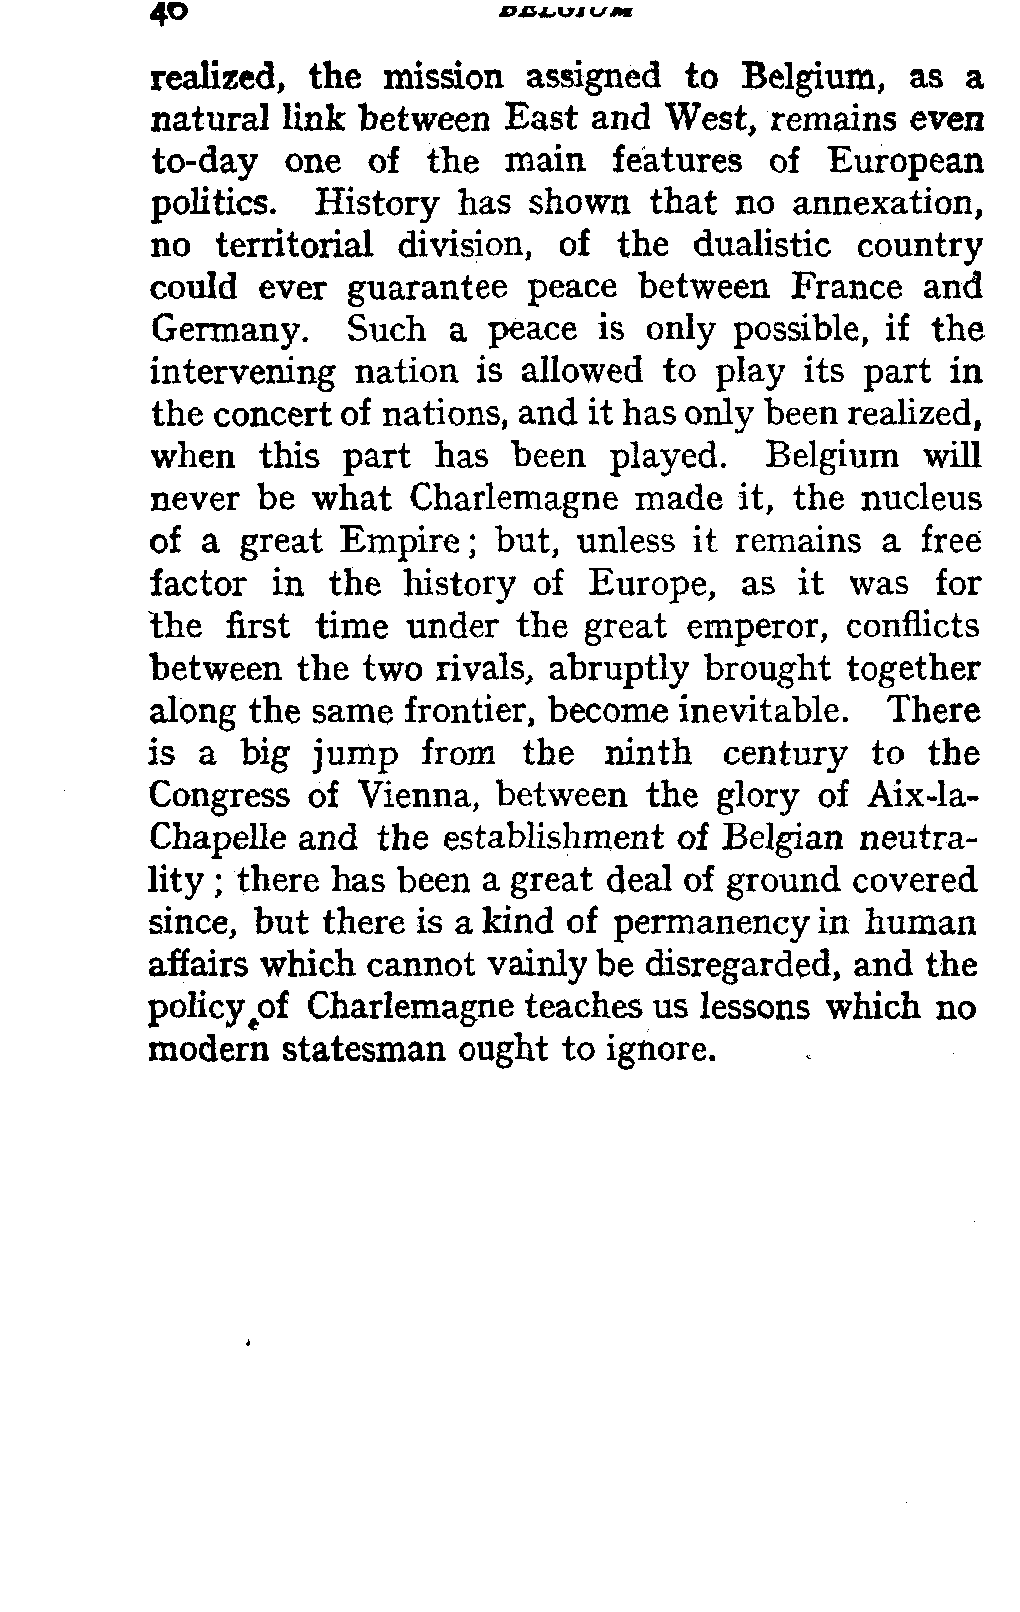 40 BELGIUM
realized, the mission assigned to Belgium, as a
natural link between East and West, remains even
to-day one of the main features of European
politics. History has shown that no annexation,
no territorial division, of the dualistic country
could ever guarantee peace between France and
Germany. Such a peace is only possible, if the
intervening nation is allowed to play its part in
the concert of nations, and it has only been realized,
when this part has been played. Belgium will
never be what Charlemagne made it, the nucleus
of a great Empire; but, unless it remains a free
factor in the history of Europe, as it was for
the first time under the great emperor, conflicts
between the two rivals, abruptly brought together
along the same frontier, become inevitable. There
is a big jump from the ninth century to the
Congress of Vienna, between the glory of Aix-la-
Chapelle and the establishment of Belgian neutra-
lity; there has been a great deal of ground covered
since, but there is a kind of permanency in human
affairs which cannot vainly be disregarded, and the
policy of Charlemagne teaches us lessons which no
modern statesman ought to ignore.